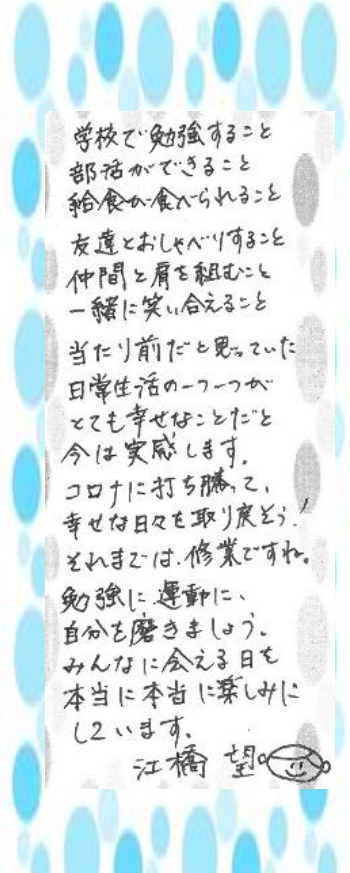 学校で勉強すること
部活ができること
給食が食べられること
友達とおしゃべりすること
仲間と肩を組むこと
一緒に笑い合えること
当たり前だと思っていた
日常生活の一つ一つが
とても幸せなことだと
今は実感します。
コロナに打ち勝って、
幸せな日々を取り戻そう!
それまでは、修業ですね。
勉強に、運動に、
自分を磨きましょう。
みんなに会える日を
本当に本当に楽しみに
しています。
江橋 望